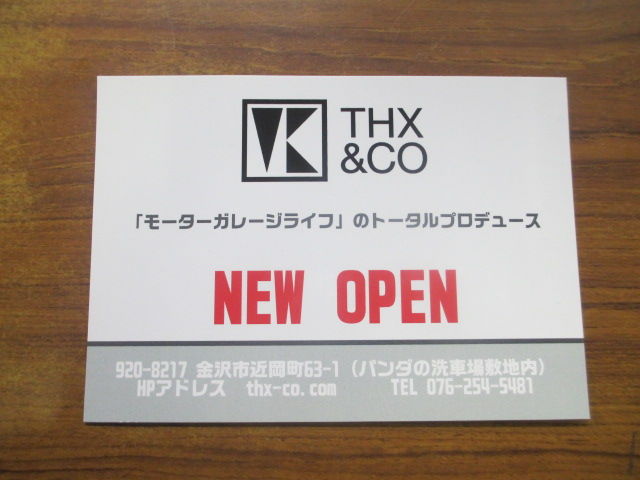 THX
&CO
「モーターガレージライフ」のトータルプロデュース
NEW OPEN
920-8217 金沢市近岡町63-1（パンダの洗車場敷地内）
HPアドレス thx-co.com TEL 076-254-5481